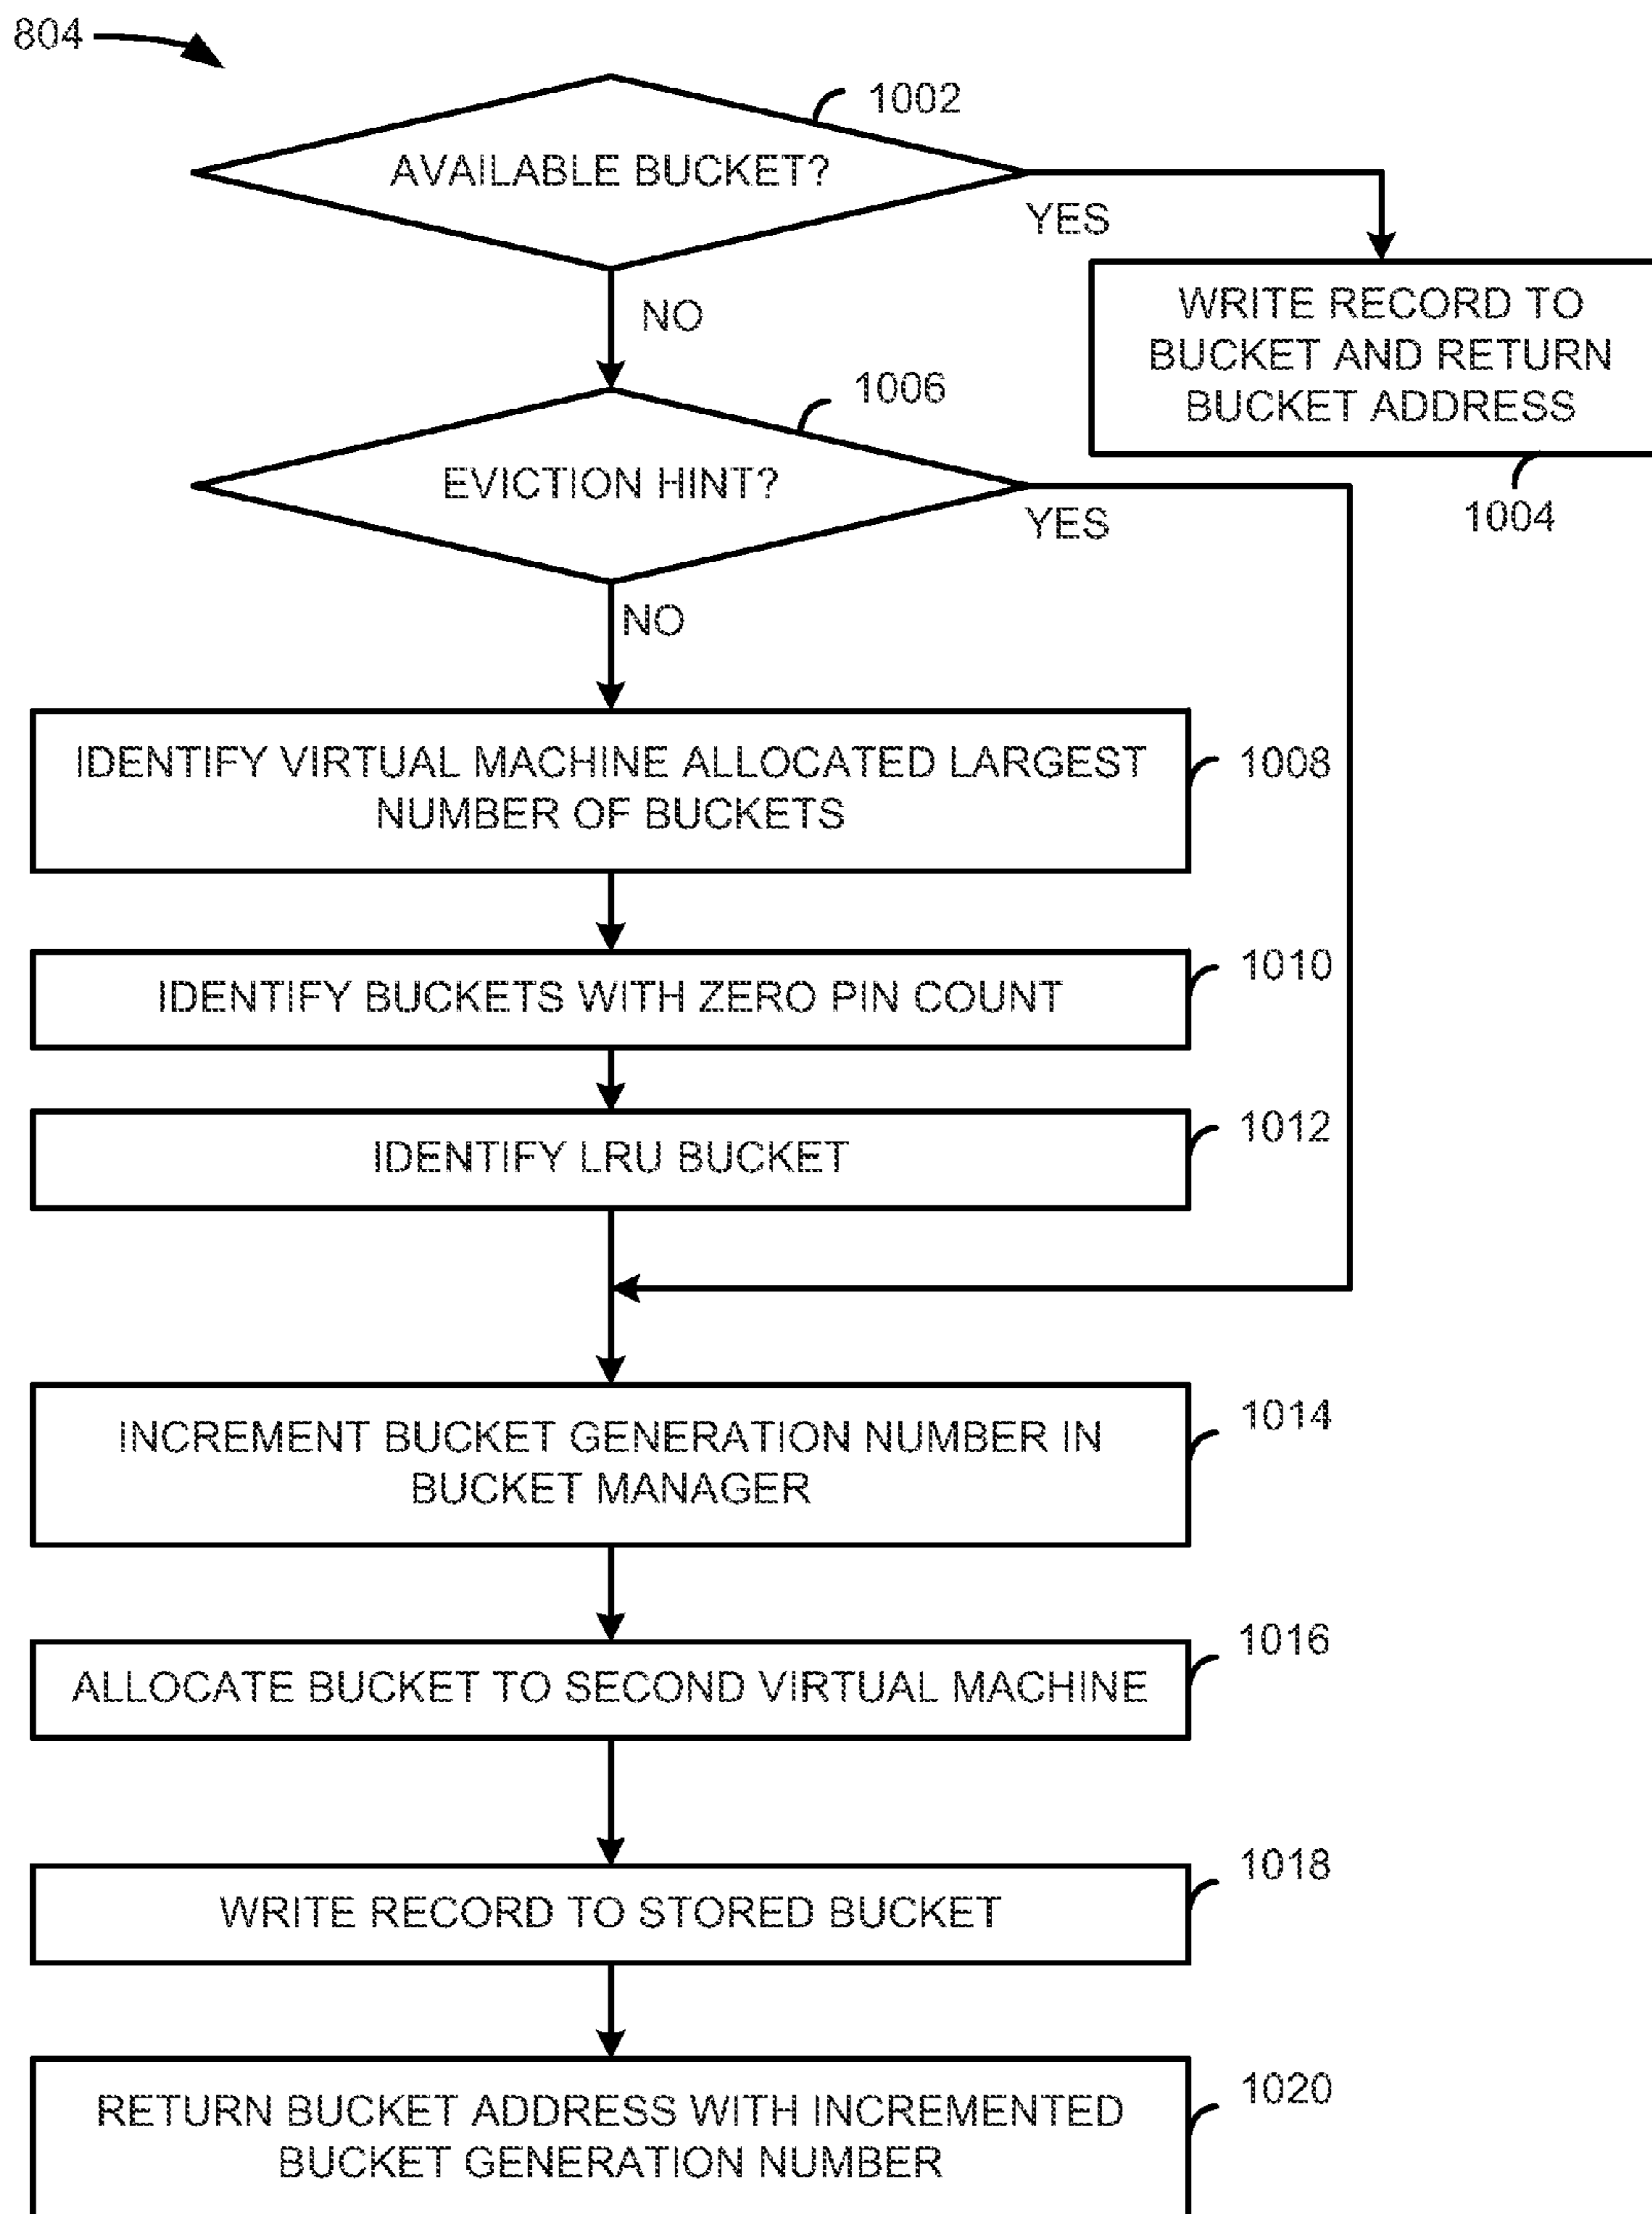 804
1002
AVAILABLE BUCKET?
YES
WRITE RECORD TO
BUCKET AND RETURN
BUCKET ADDRESS
1004
NO
1006
EVICTION HINT?
YES
NO
IDENTIFY VIRTUAL MACHINE ALLOCATED LARGEST
NUMBER OF BUCKETS
1008
IDENTIFY BUCKETS WITH ZERO PIN COUNT
1010
IDENTIFY LRU BUCKET
1012
INCREMENT BUCKET GENERATION NUMBER IN
BUCKET MANAGER
1014
ALLOCATE BUCKET TO SECOND VIRTUAL MACHINE
1016
WRITE RECORD TO STORED BUCKET
1018
RETURN BUCKET ADDRESS WITH INCREMENTED
BUCKET GENERATION NUMBER
1020